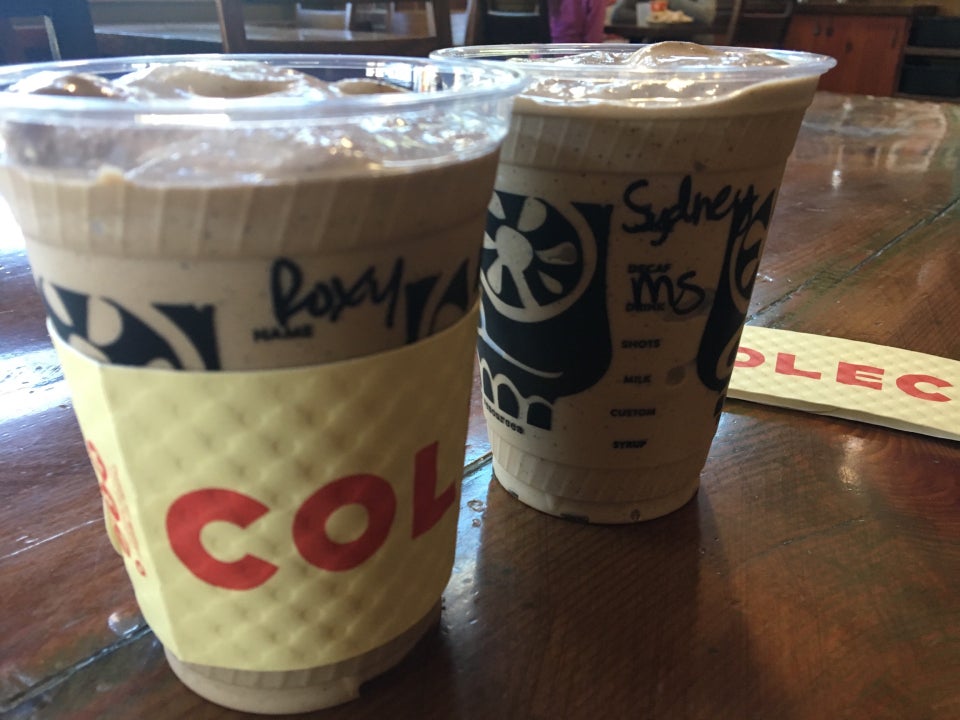 Roxy
NAME
COL
Sydney
DECAF
ms
DRINK
SHOTS
MILK
CUSTOM
SYRUP
OLEC